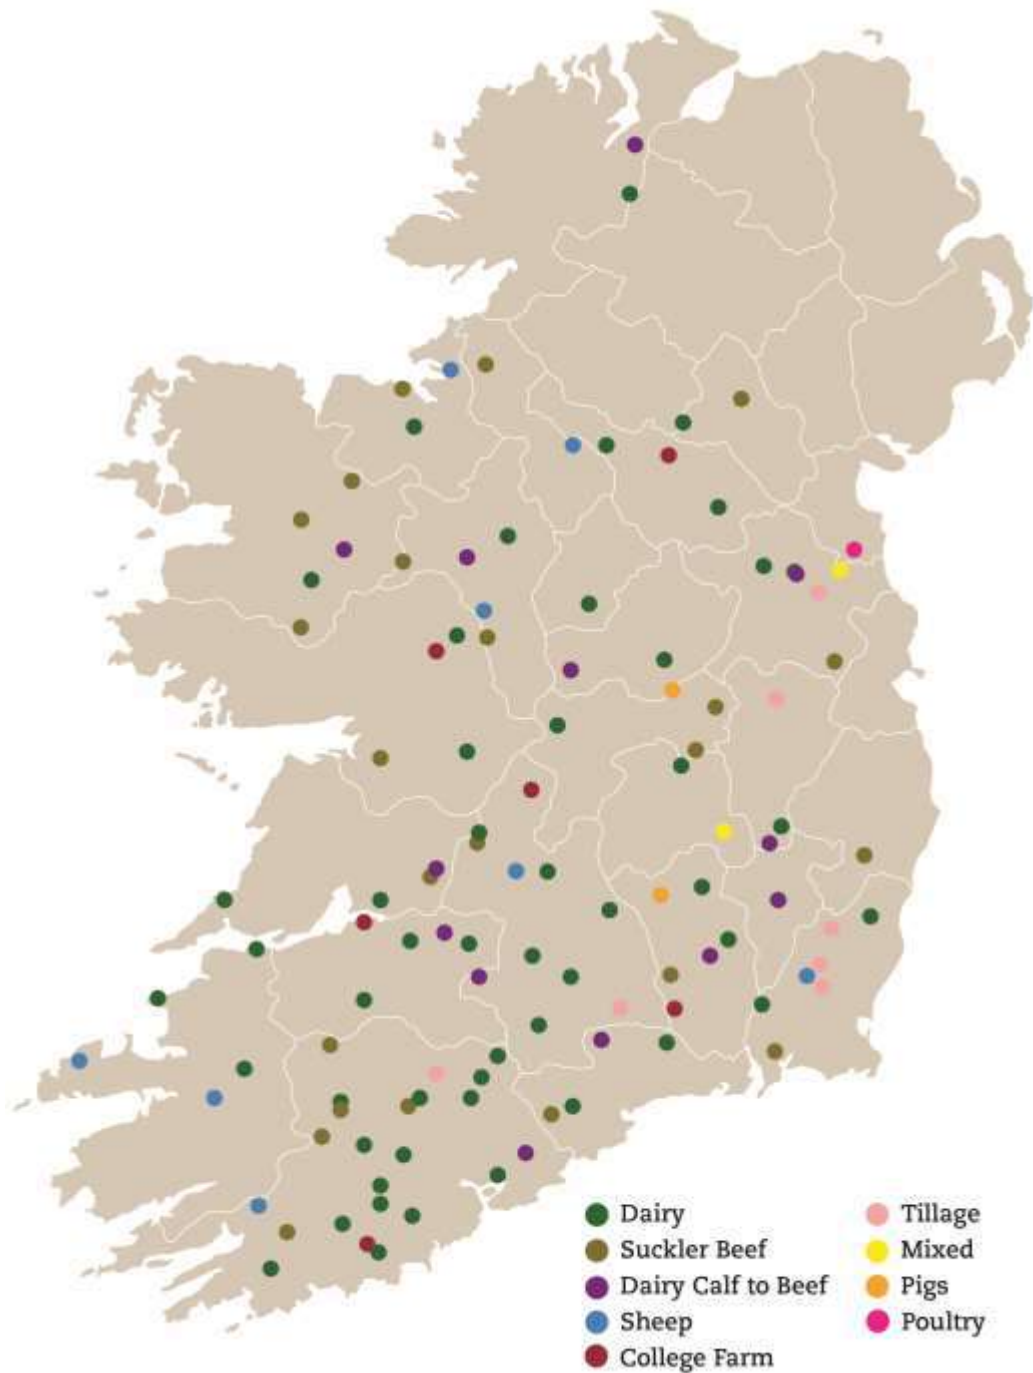 Dairy
Suckler Beef
Dairy Calf to Beef
Sheep
College Farm
Tillage
Mixed
Pigs
Poultry